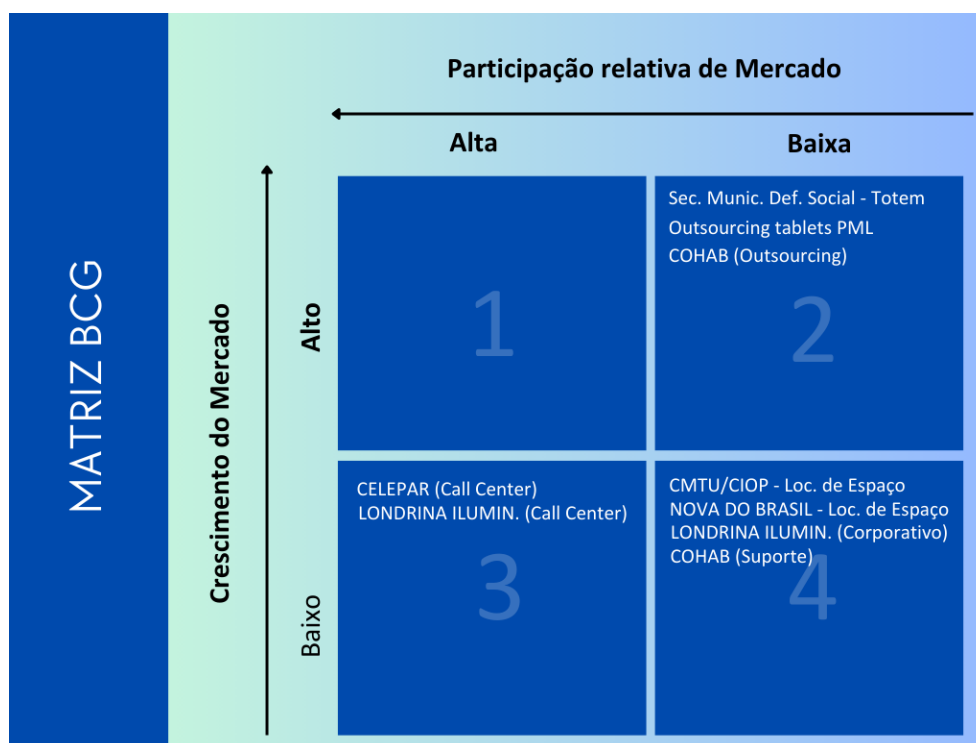 MATRIZ BCG
Participação relativa de Mercado
Alta
Baixa
Crescimento do Mercado
Alto
Baixo
1
Sec. Munic. Def. Social - Totem
Outsourcing tablets PML
COHAB (Outsourcing)
2
CELEPAR (Call Center)
LONDRINA ILUMIN. (Call Center)
3
CMTU/CIOP - Loc. de Espaço
NOVA DO BRASIL - Loc. de Espaço
LONDRINA ILUMIN. (Corporativo)
COHAB (Suporte)
4